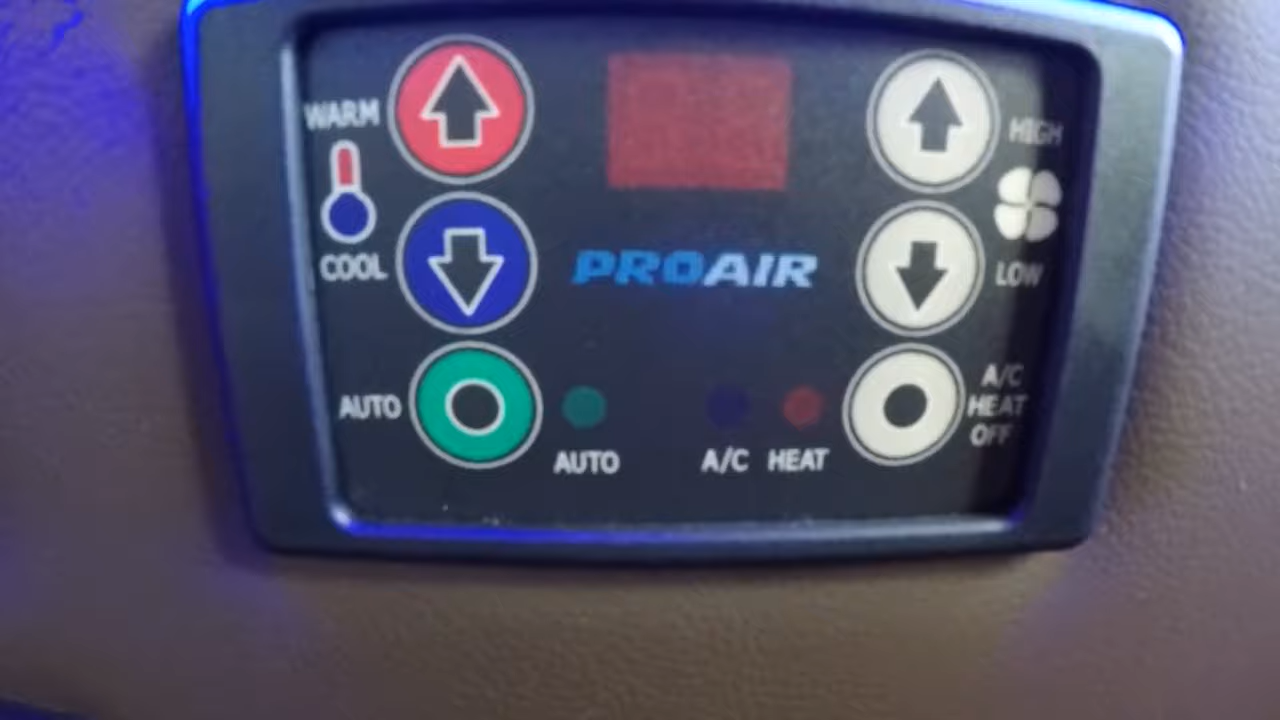 WARM
HIGH
PROAIR
COOL
LOW
AUTO
A/C
HEAT
OFF
AUTO
A/C HEAT